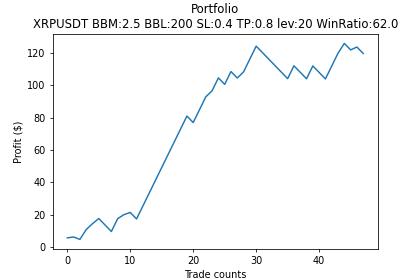 Portfolio
XRPUSDT BBM:2.5 BBL:200 SL:0.4 TP:0.8 lev:20 WinRatio:62.0
120
100
80
60
40
20
0
Profit ($)
0 10 20 30 40
Trade counts